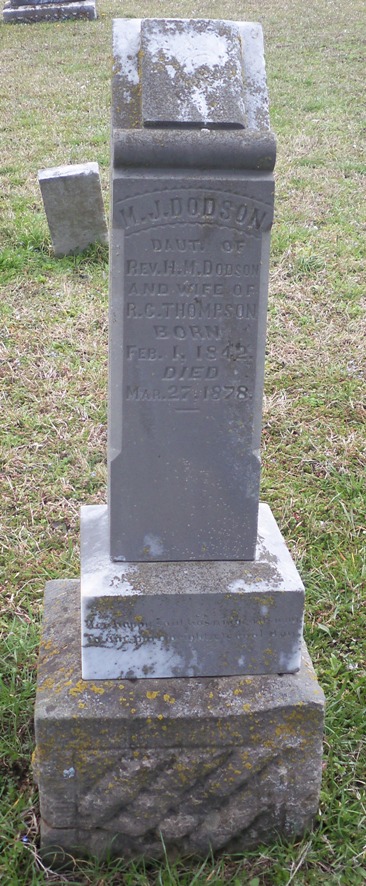 M.J.DODSON
DAUT. OF
REV. H.M. DODSON
AND WIFE OF
R.C. THOMPSON
BORN
FEB. 1. 1842.
DIED
MAR. 27. 1878.